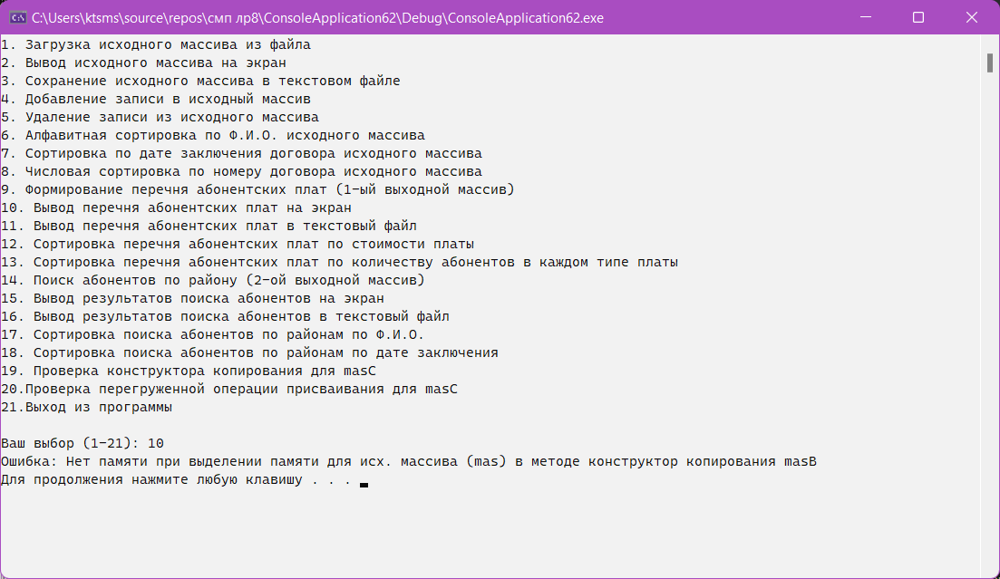 C:\Users\ktsms\source\repos\смп лр8\ConsoleApplication62\Debug\ConsoleApplication62.exe
1. Загрузка исходного массива из файла
2. Вывод исходного массива на экран
3. Сохранение исходного массива в текстовом файле
4. Добавление записи в исходный массив
5. Удаление записи из исходного массива
6. Алфавитная сортировка по Ф.И.О. исходного массива
7. Сортировка по дате заключения договора исходного массива
8. Числовая сортировка по номеру договора исходного массива
9. Формирование перечня абонентских плат (1-ый выходной массив)
10. Вывод перечня абонентских плат на экран
11. Вывод перечня абонентских плат в текстовый файл
12. Сортировка перечня абонентских плат по стоимости платы
13. Сортировка перечня абонентских плат по количеству абонентов в каждом типе платы
14. Поиск абонентов по району (2-ой выходной массив)
15. Вывод результатов поиска абонентов на экран
16. Вывод результатов поиска абонентов в текстовый файл
17. Сортировка поиска абонентов по районам по Ф.И.О.
18. Сортировка поиска абонентов по районам по дате заключения
19. Проверка конструктора копирования для masC
20.Проверка перегруженной операции присваивания для masC
21.Выход из программы
Ваш выбор (1-21): 10
Ошибка: Нет памяти при выделении памяти для исх. массива (mas) в методе конструктор копирования masB
Для продолжения нажмите любую клавишу . . .